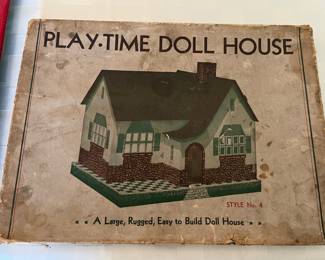 PLAY-TIME DOLL HOUSE
STYLE No. 4
A Large, Rugged, Easy to Build Doll House